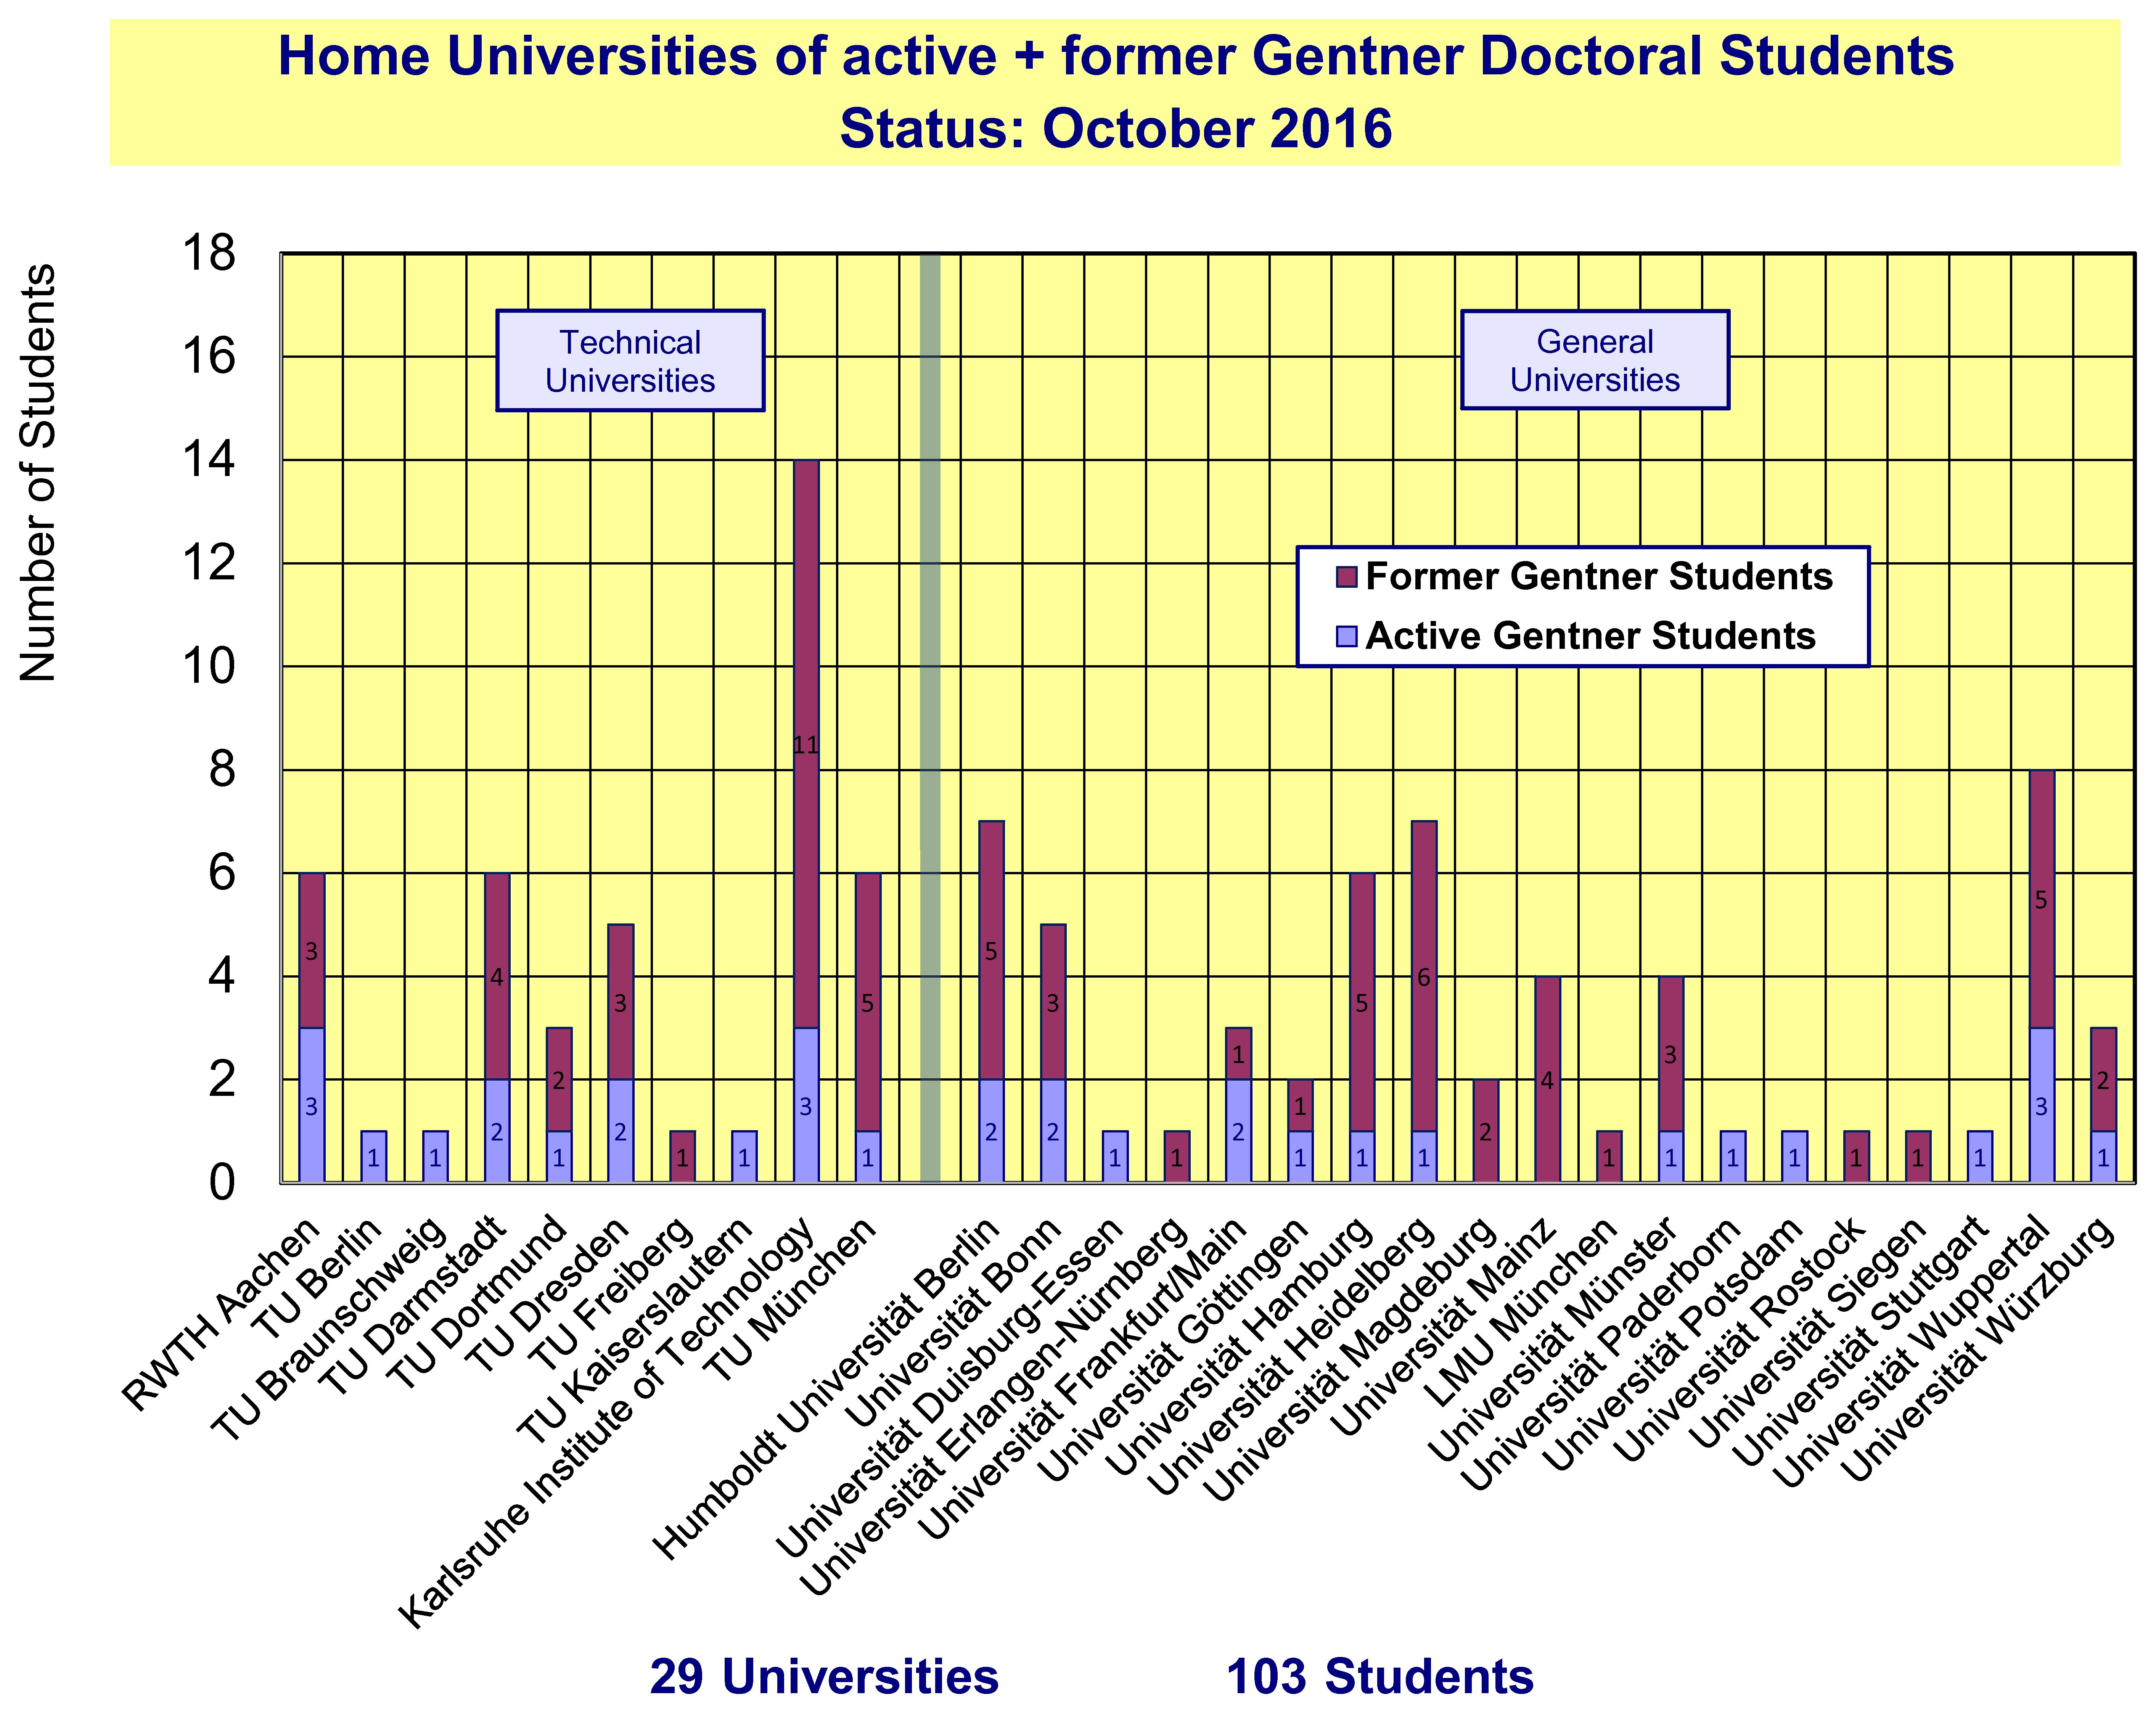 Home Universities of active + former Gentner Doctoral Students
Status: October 2016
Number of Students
18
16
14
12
10
8
6
4
2
0
Technical
Universities
General
Universities
Former Gentner Students
Active Gentner Students
3
3
1
1
4
2
2
1
3
2
1
1
11
3
5
1
5
2
3
2
1
1
1
2
1
1
5
1
6
1
2
4
1
3
1
1
1
1
1
1
5
3
2
1
RWTH Aachen
TU Berlin
TU Braunschweig
TU Darmstadt
TU Dortmund
TU Dresden
TU Freiberg
TU Kaiserslautern
Karlsruhe Institute of Technology
TU München
Humboldt Universität Berlin
Universität Bonn
Universität Duisburg-Essen
Universität Erlangen-Nürnberg
Universität Frankfurt/Main
Universität Göttingen
Universität Hamburg
Universität Heidelberg
Universität Magdeburg
Universität Mainz
LMU München
Universität Münster
Universität Paderborn
Universität Potsdam
Universität Rostock
Universität Siegen
Universität Stuttgart
Universität Wuppertal
Universität Würzburg
29 Universities
103 Students